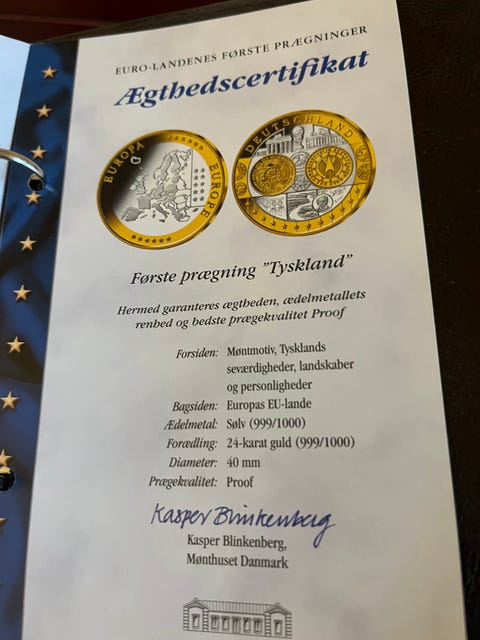 EURO-LANDENES FØRSTE PRÆGNINGER
Ægthedscertifikat
EUROPA
EUROPE
DEUTSCHLAND
Første prægning "Tyskland"
Hermed garanteres ægtheden, ædelmetallets
renhed og bedste prægekvalitet Proof
Forsiden: Møntmotiv, Tysklands
seværdigheder, landskaber
og personligheder
Bagsiden: Europas EU-lande
Ædelmetal: Sølv (999/1000)
Forædling: 24-karat guld (999/1000)
Diameter: 40 mm
Prægekvalitet: Proof
Kasper Blinkenberg
Kasper Blinkenberg,
Mønthuset Danmark